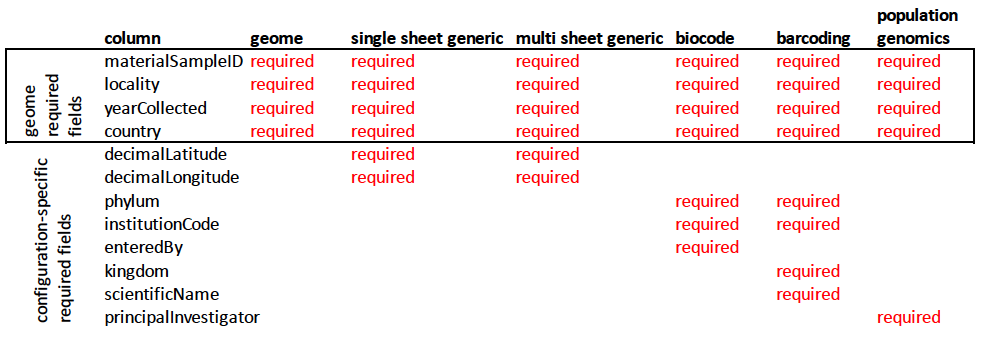 population
column geome single sheet generic multi sheet generic biocode barcoding genomics
geome
required
fields
materialSampleID required required required required required required
locality required required required required required required
yearCollected required required required required required required
country required required required required required required
configuration-specific
required fields
decimalLatitude required required
decimalLongitude required required
phylum required required
institutionCode required required
enteredBy required
kingdom required
scientificName required
principalInvestigator required